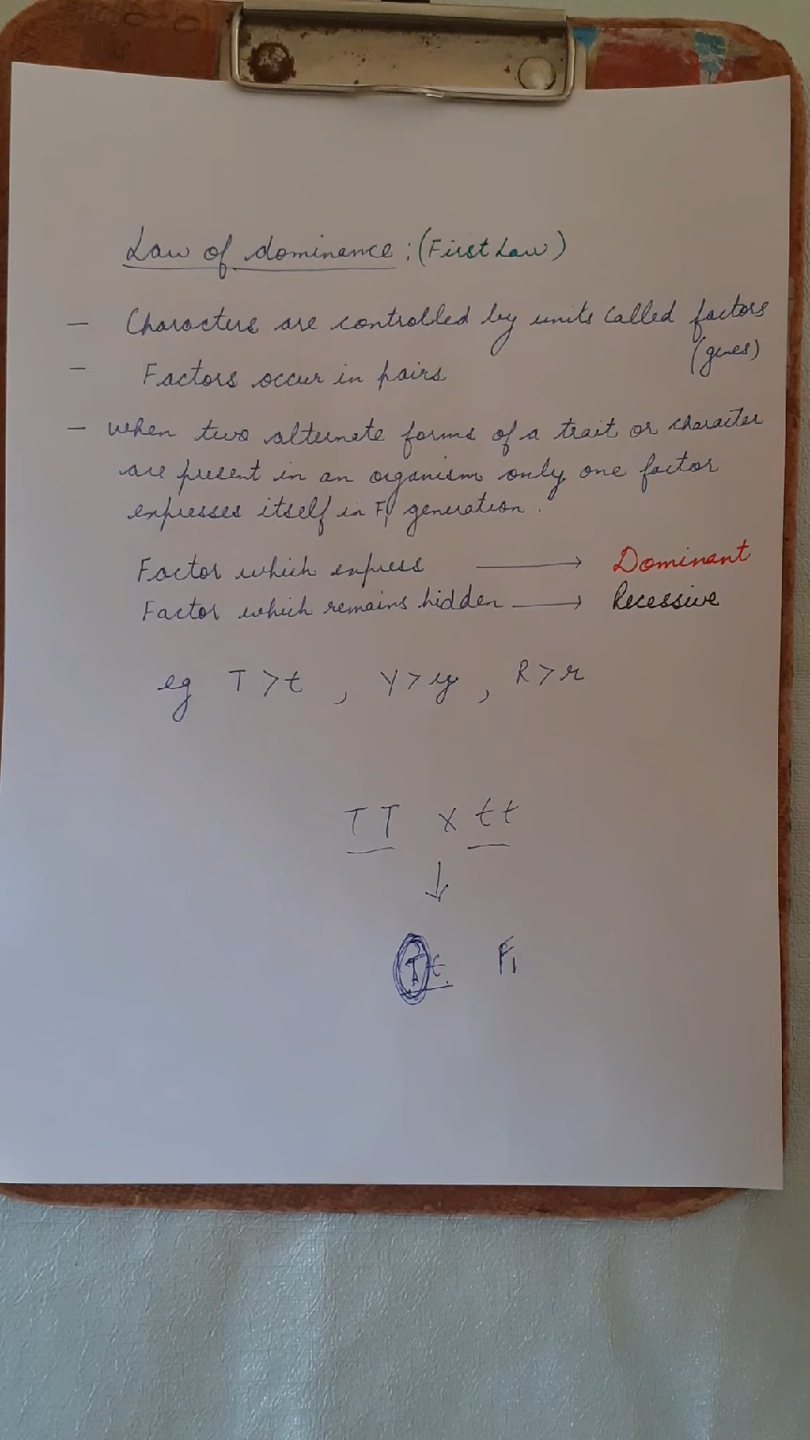 Law of dominance : (First Law)
— Characters are controlled by units called factors
(genes)
— Factors occur in pairs
— when two alternate forms of a trait or character
are present in an organism only one factor
expresses itself in F₁ generation.
Factor which express ⟶ Dominant
Factor which remains hidden ⟶ Recessive
eg T > t , Y > y , R > r
TT x tt
↓
Tt F₁